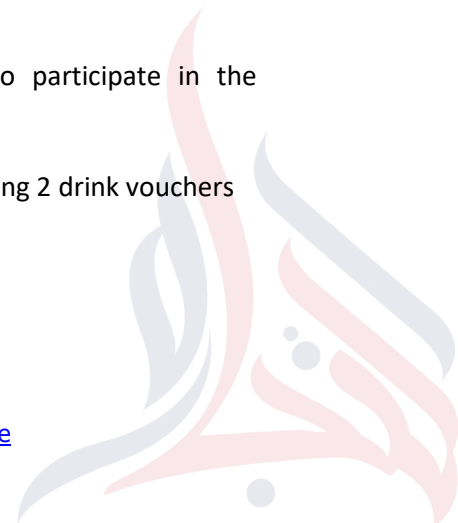 o participate in the
ng 2 drink vouchers
e